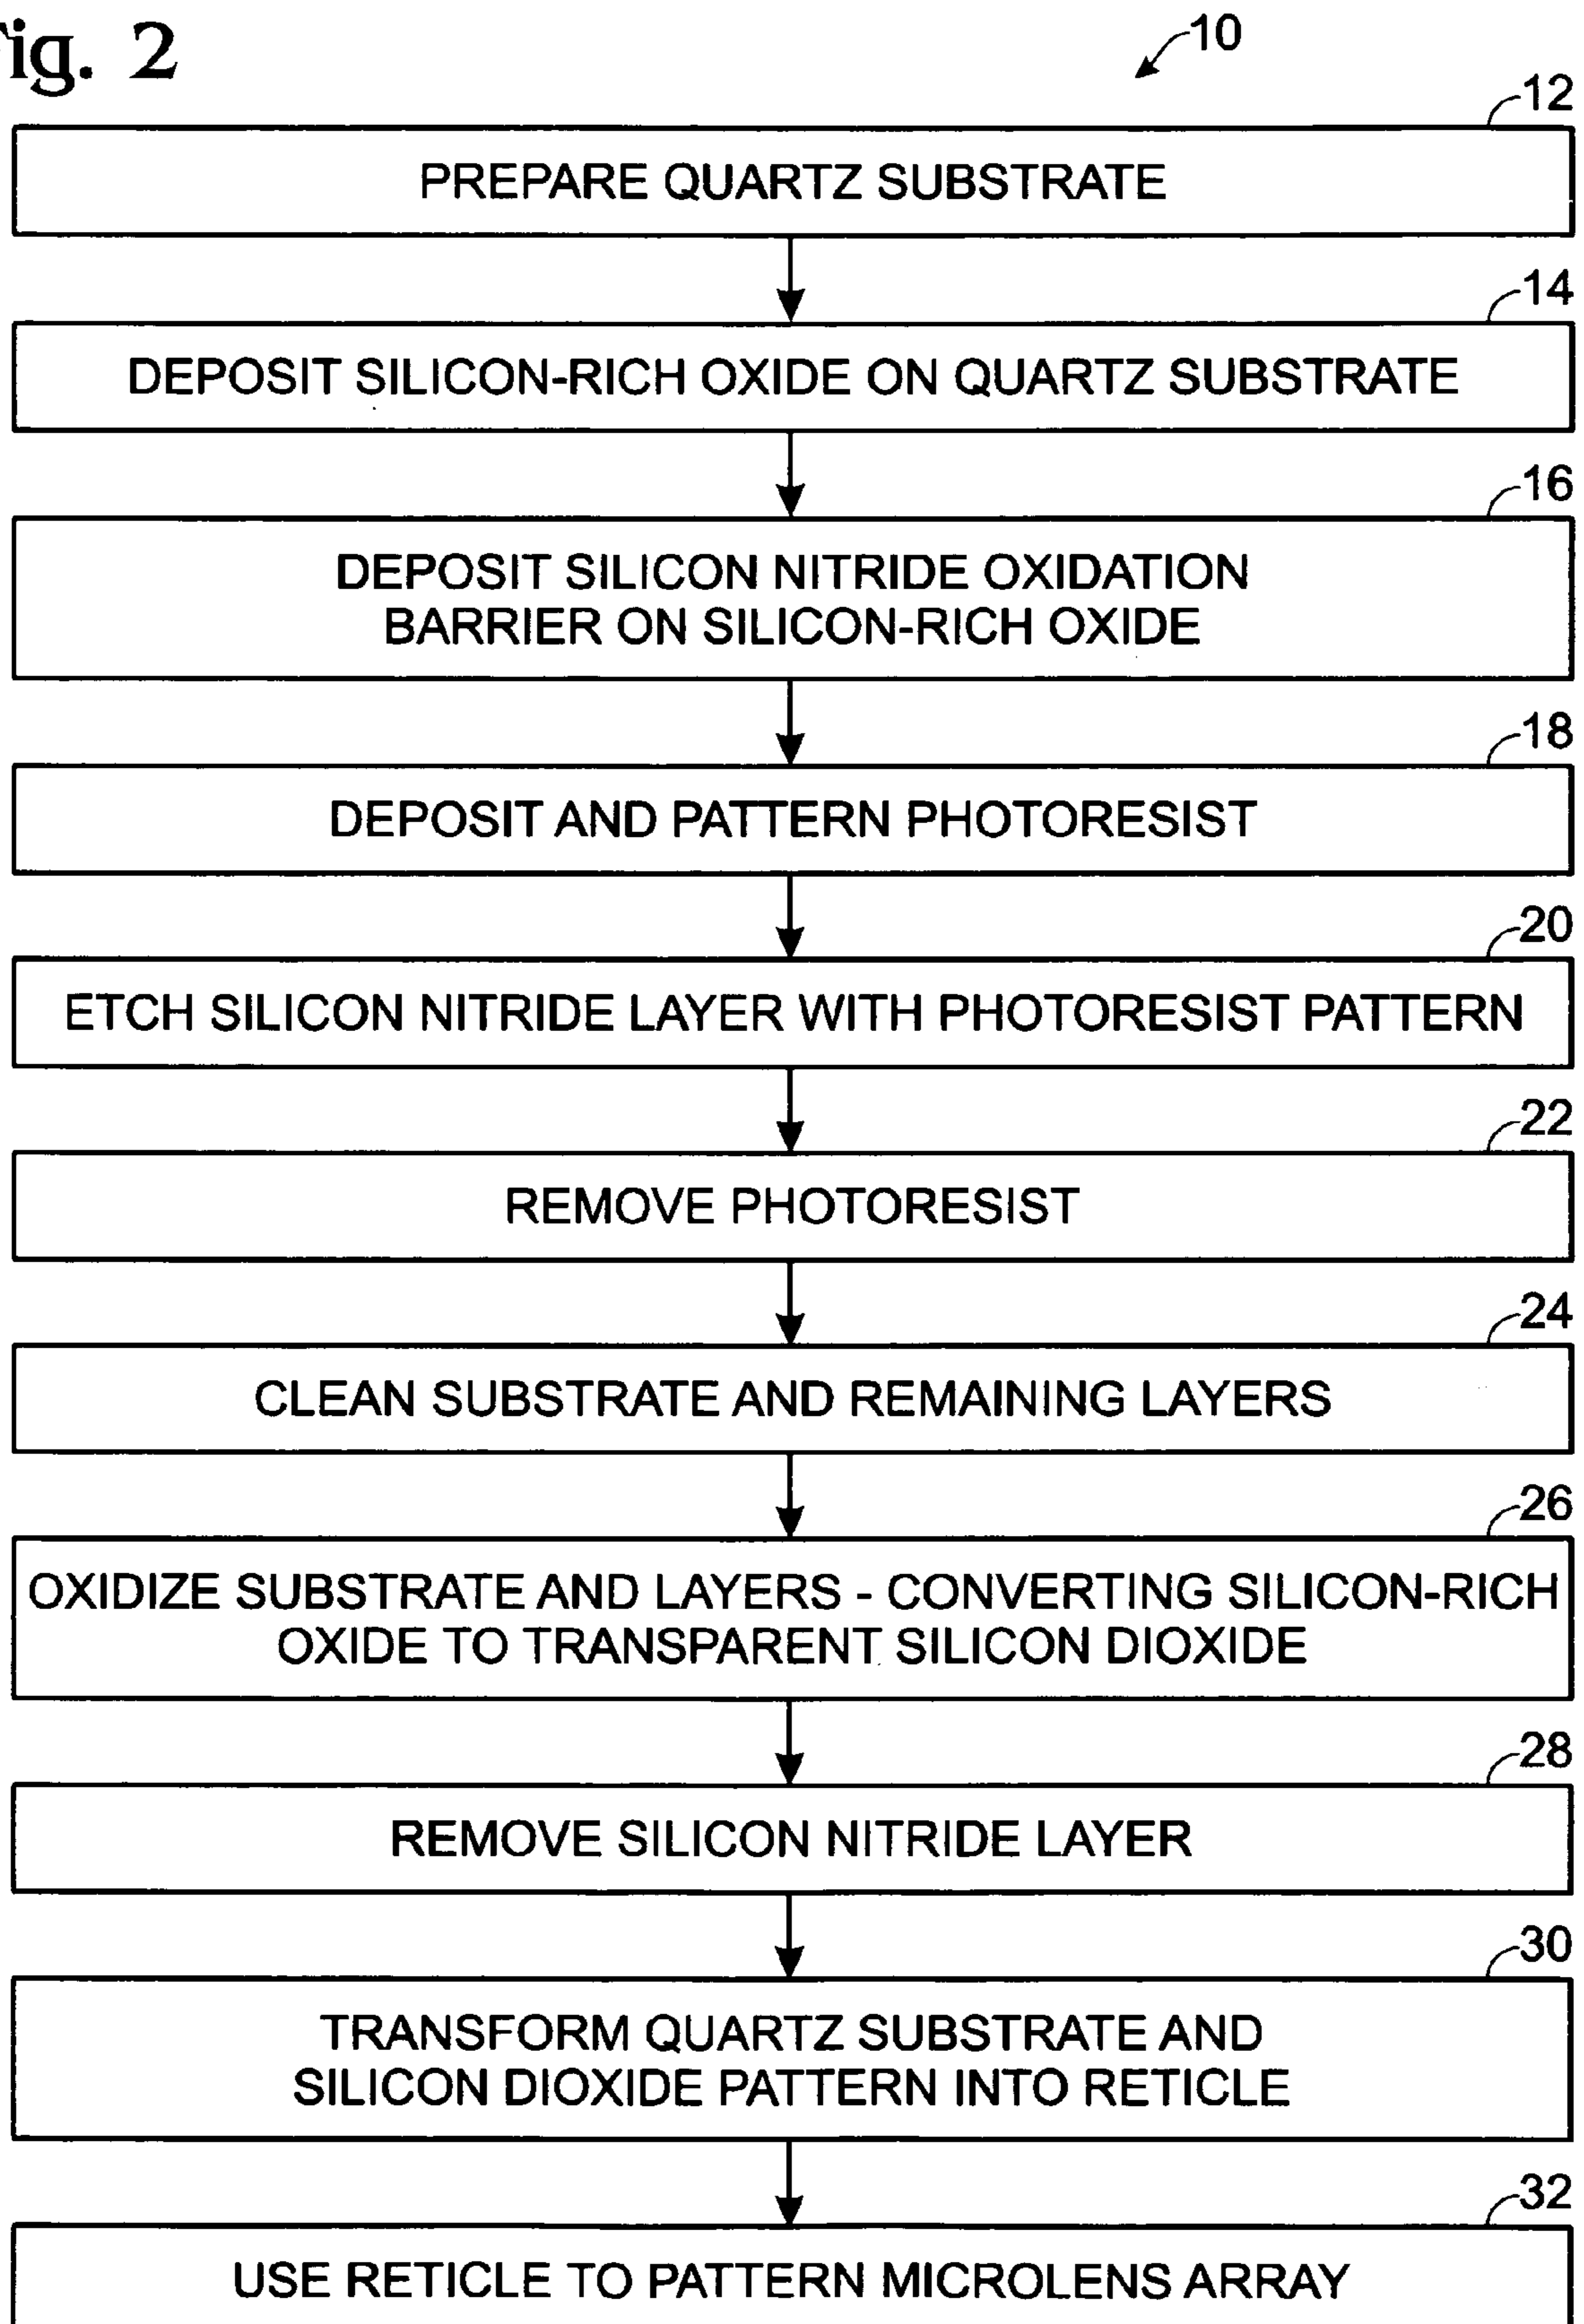 ig. 2
10
12
PREPARE QUARTZ SUBSTRATE
14
DEPOSIT SILICON-RICH OXIDE ON QUARTZ SUBSTRATE
16
DEPOSIT SILICON NITRIDE OXIDATION
BARRIER ON SILICON-RICH OXIDE
18
DEPOSIT AND PATTERN PHOTORESIST
20
ETCH SILICON NITRIDE LAYER WITH PHOTORESIST PATTERN
22
REMOVE PHOTORESIST
24
CLEAN SUBSTRATE AND REMAINING LAYERS
26
OXIDIZE SUBSTRATE AND LAYERS - CONVERTING SILICON-RICH
OXIDE TO TRANSPARENT SILICON DIOXIDE
28
REMOVE SILICON NITRIDE LAYER
30
TRANSFORM QUARTZ SUBSTRATE AND
SILICON DIOXIDE PATTERN INTO RETICLE
32
USE RETICLE TO PATTERN MICROLENS ARRAY